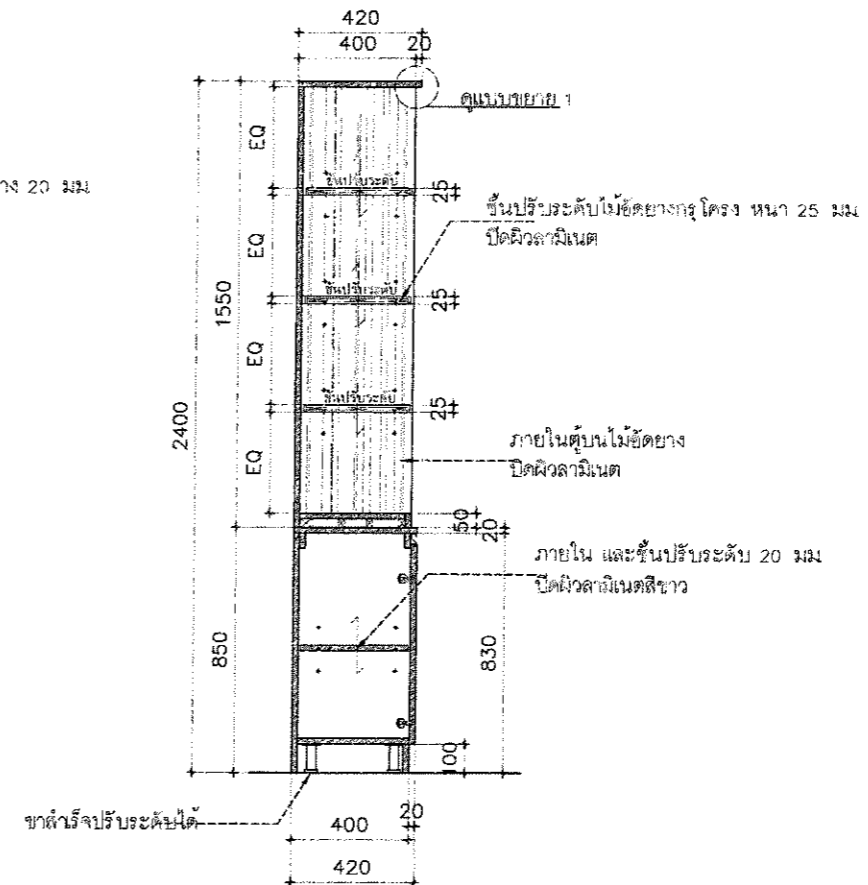 420
400 20
ดูแบบขยาย 1
EQ
ชั้นปรับระดับ
25
าง 20 มม
ชั้นปรับระดับไม้อัดยางกรุโครง หนา 25 มม
ปิดผิวลามิเนต
EQ
1550
ชั้นปรับระดับ
25
EQ
2400
ชั้นปรับระดับ
25
ภายในตู้บนไม้อัดยาง
ปิดผิวลามิเนต
EQ
50
20
ภายใน และชั้นปรับระดับ 20 มม
ปิดผิวลามิเนตสีขาว
850
830
100
ขาสำเร็จปรับระดับได้
400 20
420